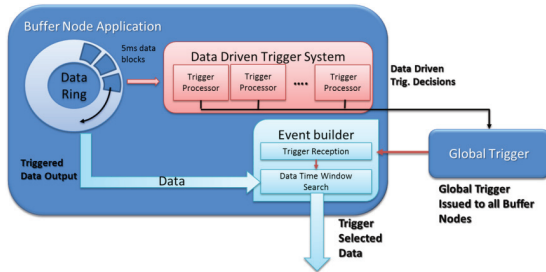 Buffer Node Application
5ms data
blocks
Data
Ring
Data Driven Trigger System
Trigger
Processor
Trigger
Processor
....
Trigger
Processor
Data Driven
Trig. Decisions
Event builder
Trigger Reception
Data Time Window
Search
Global Trigger
Triggered
Data Output
Data
Global Trigger
Issued to all Buffer
Nodes
Trigger
Selected
Data